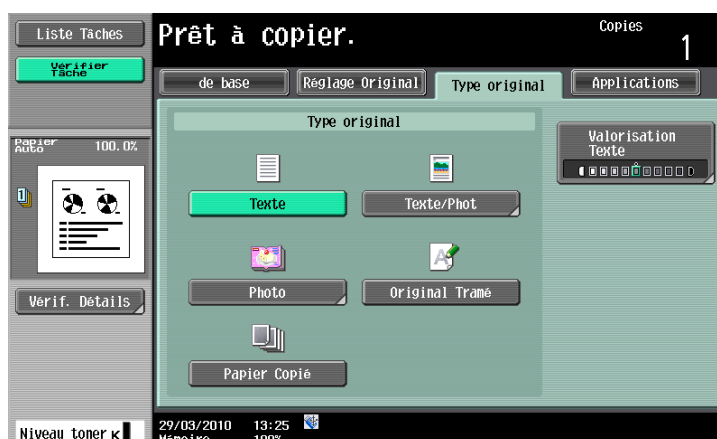 Liste Tâches
Prêt à copier.
Copies
1
Vérifier
Tâche
de base
Réglage Original
Type original
Applications
Type original
Papier
Auto
100.0%
Valorisation
Texte
Texte
Texte/Phot
1
Photo
Original Tramé
Vérif. Détails
Papier Copié
Niveau toner K
29/03/2010 13:25
Mémoire 100%